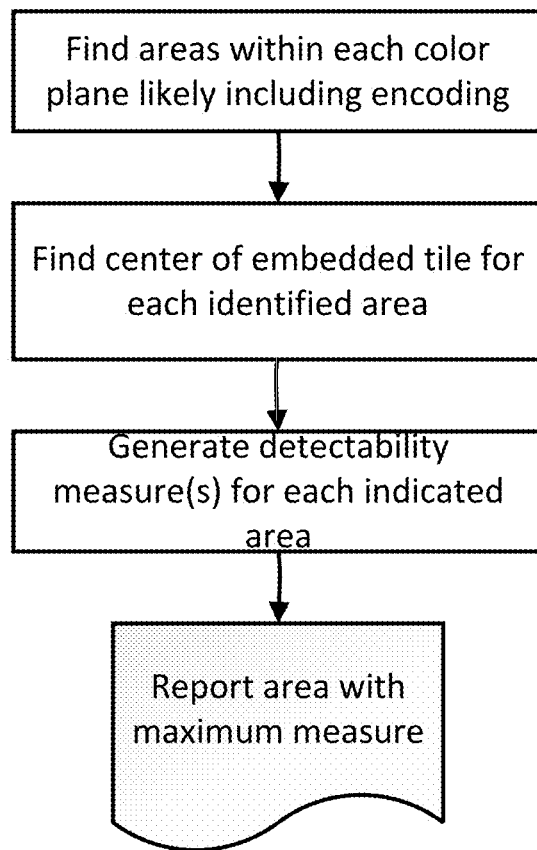 Find areas within each color
plane likely including encoding
Find center of embedded tile for
each identified area
Generate detectability
measure(s) for each indicated
area
Report area with
maximum measure